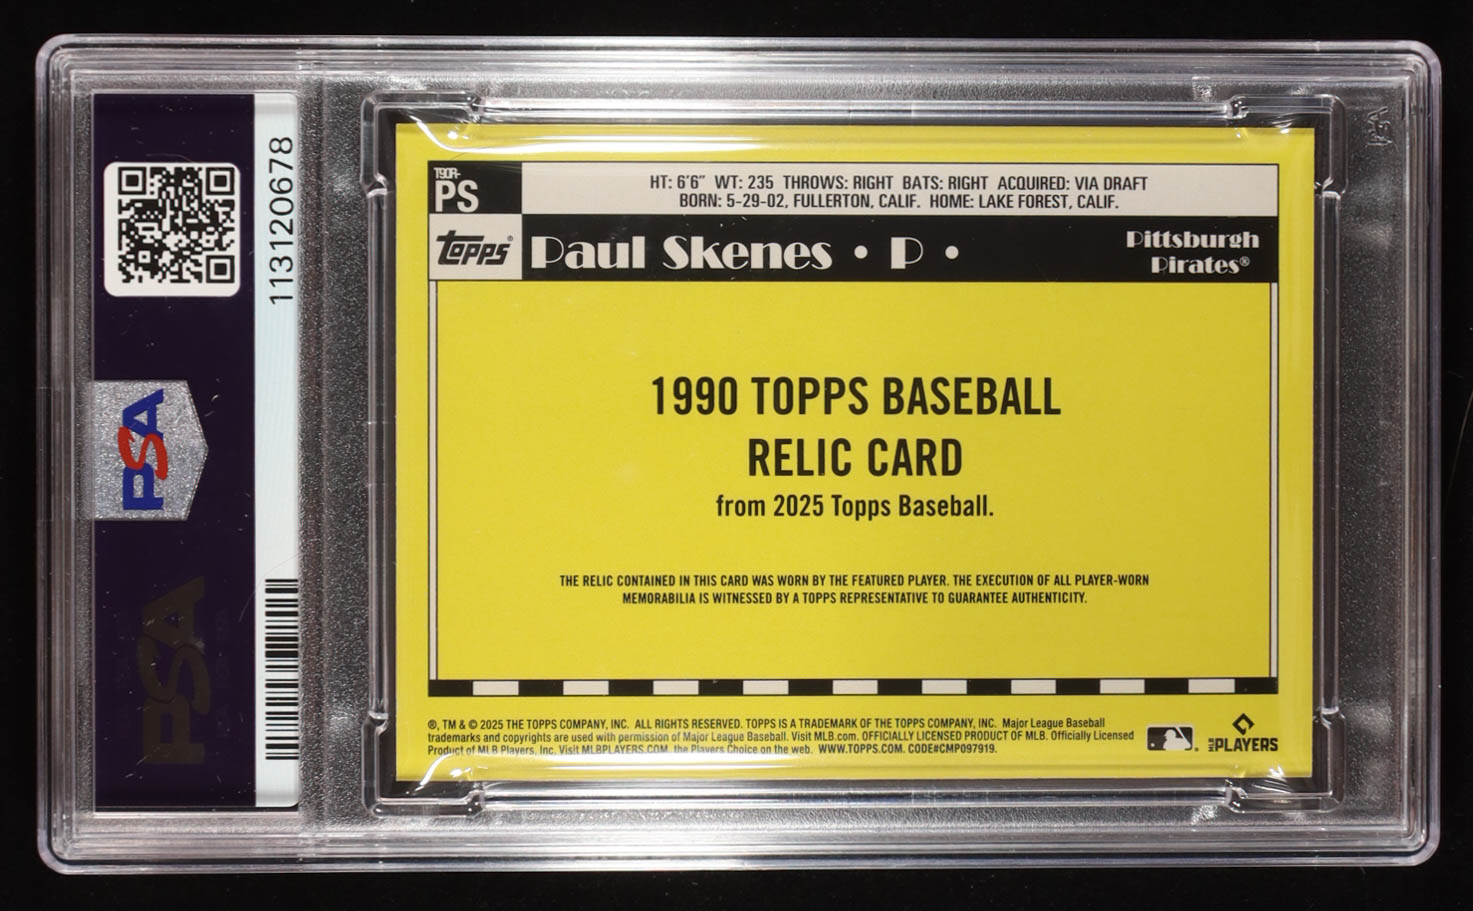 T90R-
PS
HT: 6'6" WT: 235 THROWS: RIGHT BATS: RIGHT ACQUIRED: VIA DRAFT
BORN: 5-29-02, FULLERTON, CALIF. HOME: LAKE FOREST, CALIF.
Topps®
Paul Skenes • P •
Pittsburgh
Pirates®
1990 TOPPS BASEBALL
RELIC CARD
from 2025 Topps Baseball.
THE RELIC CONTAINED IN THIS CARD WAS WORN BY THE FEATURED PLAYER. THE EXECUTION OF ALL PLAYER-WORN
MEMORABILIA IS WITNESSED BY A TOPPS REPRESENTATIVE TO GUARANTEE AUTHENTICITY.
®, TM & © 2025 THE TOPPS COMPANY, INC. ALL RIGHTS RESERVED. TOPPS IS A TRADEMARK OF THE TOPPS COMPANY, INC. Major League Baseball
trademarks and copyrights are used with permission of Major League Baseball. Visit MLB.com. OFFICIALLY LICENSED PRODUCT OF MLB. Officially Licensed
Product of MLB Players, Inc. Visit MLBPLAYERS.COM, the Players Choice on the web. WWW.TOPPS.COM. CODE#CMP097919.
MLB PLAYERS
113120678
PSA
PSA
PSA